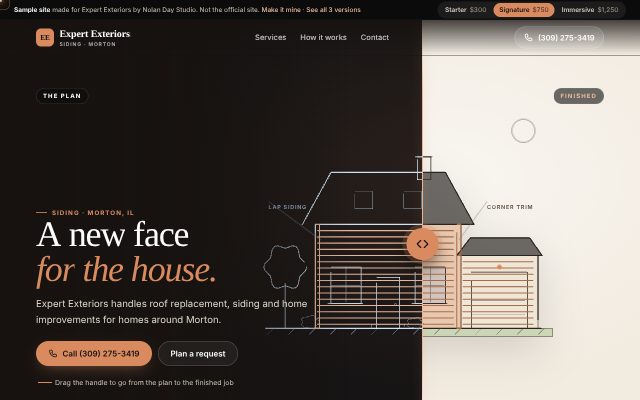 Sample site made for Expert Exteriors by Nolan Day Studio. Not the official site. Make it mine · See all 3 versions
Starter $300 Signature $750 Immersive $1,250
EE Expert Exteriors
SIDING · MORTON
Services How it works Contact
(309) 275-3419
THE PLAN
FINISHED
LAP SIDING
CORNER TRIM
SIDING · MORTON, IL
A new face
for the house.
Expert Exteriors handles roof replacement, siding and home
improvements for homes around Morton.
Call (309) 275-3419 Plan a request
Drag the handle to go from the plan to the finished job